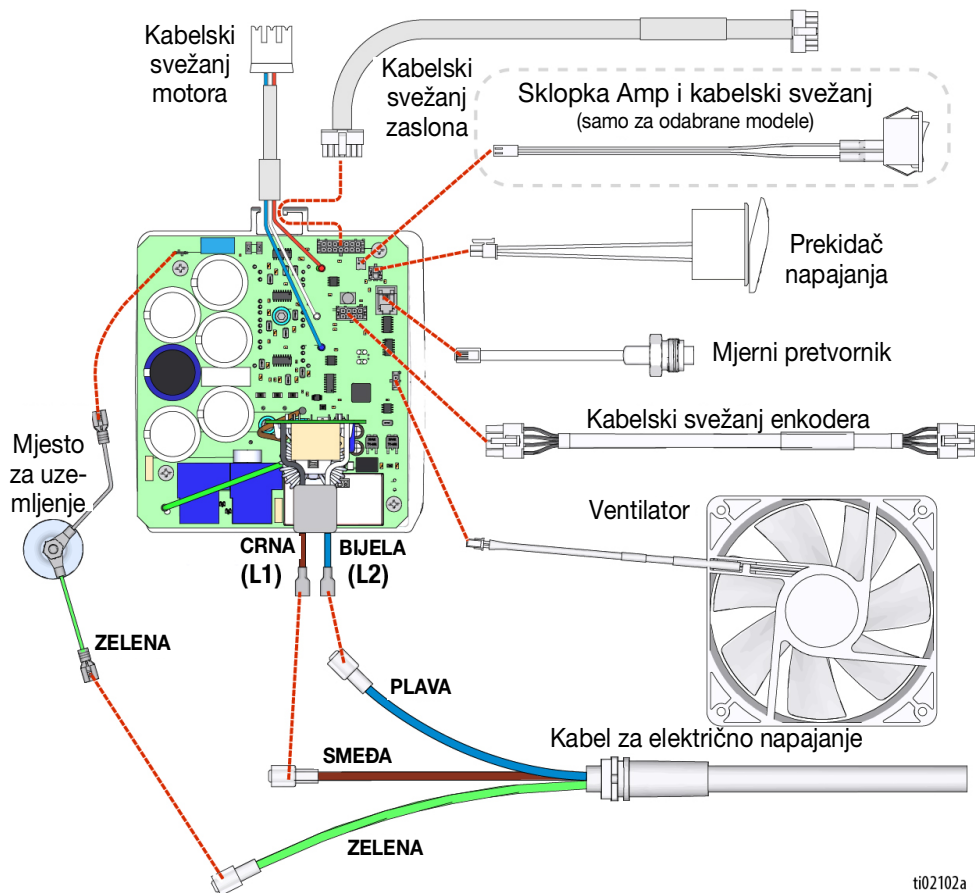 Kabelski
svežanj
motora
Kabelski
svežanj
zaslona
Sklopka Amp i kabelski svežanj
(samo za odabrane modele)
Prekidač
napajanja
Mjerni pretvornik
Kabelski svežanj enkodera
Mjesto
za uze-
mljenje
Ventilator
CRNA
(L1)
BIJELA
(L2)
ZELENA
PLAVA
Kabel za električno napajanje
SMEĐA
ZELENA
ti02102a